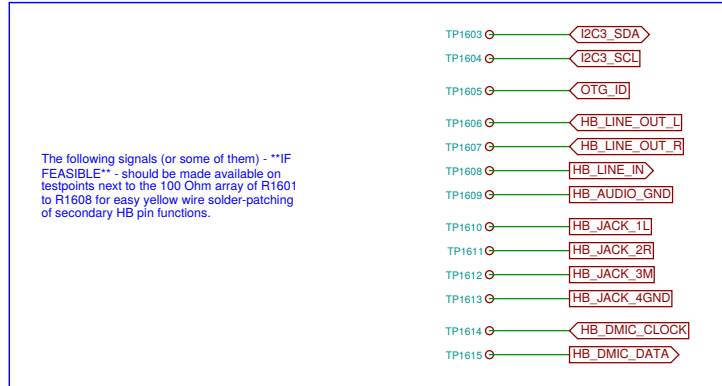 TP1603 I2C3_SDA
TP1604 I2C3_SCL
TP1605 OTG_ID
TP1606 HB_LINE_OUT_L
TP1607 HB_LINE_OUT_R
TP1608 HB_LINE_IN
TP1609 HB_AUDIO_GND
The following signals (or some of them) - **IF
FEASIBLE** - should be made available on
testpoints next to the 100 Ohm array of R1601
to R1608 for easy yellow wire solder-patching
of secondary HB pin functions.
TP1610 HB_JACK_1L
TP1611 HB_JACK_2R
TP1612 HB_JACK_3M
TP1613 HB_JACK_4GND
TP1614 HB_DMIC_CLOCK
TP1615 HB_DMIC_DATA